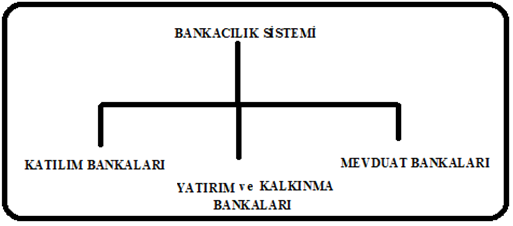 BANKACILIK SİSTEMİ
KATILIM BANKALARI
YATIRIM ve KALKINMA
BANKALARI
MEVDUAT BANKALARI